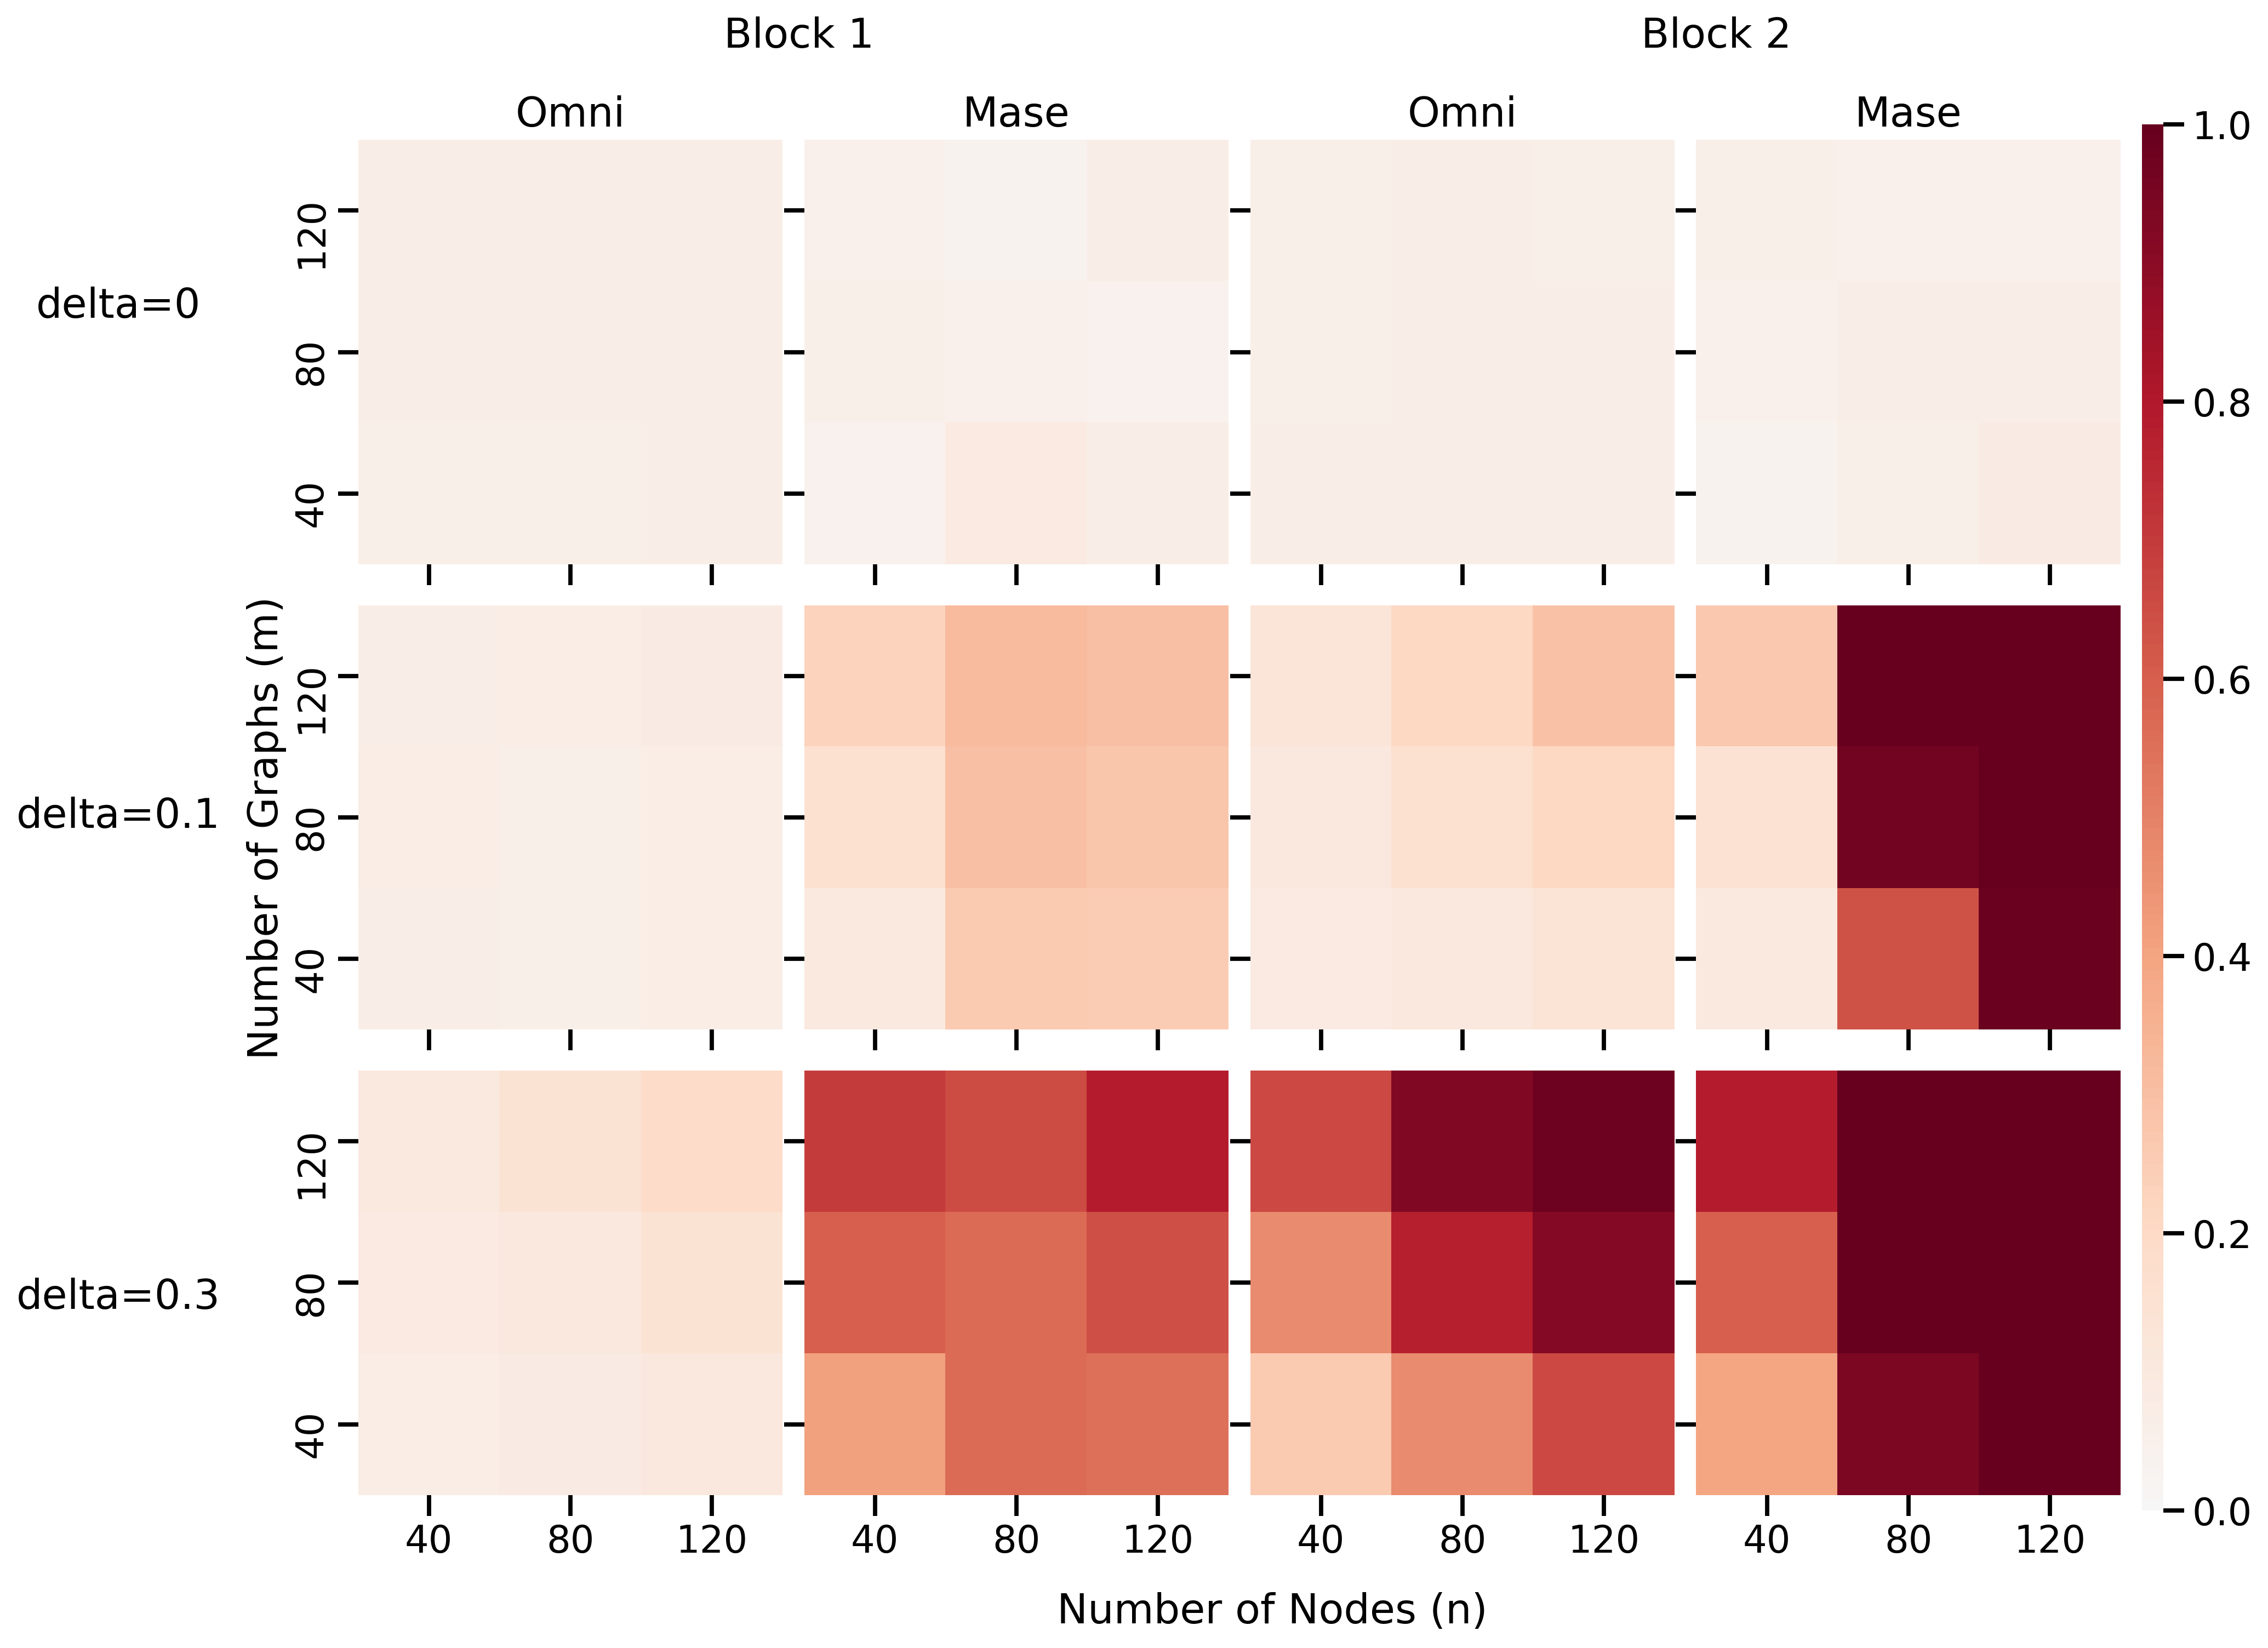 Block 1 Block 2
Omni Mase Omni Mase
delta=0
120
80
40
delta=0.1
Number of Graphs (m)
120
80
40
delta=0.3
120
80
40
40 80 120 40 80 120 40 80 120 40 80 120
Number of Nodes (n)
1.0
0.8
0.6
0.4
0.2
0.0